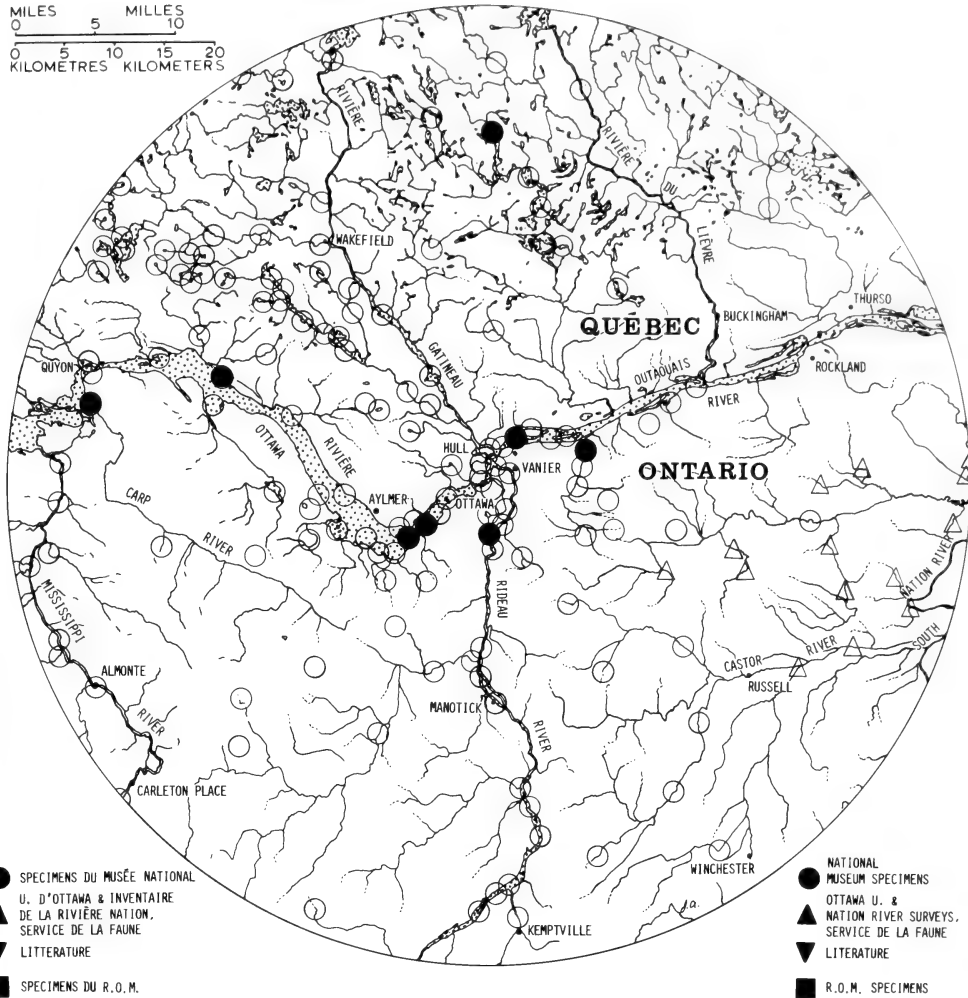 MILES MILLES
0 5 10
0 5 10 15 20
KILOMETRES KILOMETERS
RIVIÈRE
RIVIÈRE
DU
LIÈVRE
WAKEFIELD
THURSO
BUCKINGHAM
QUÉBEC
QUYON
GATINEAU
OUTAOUAIS
ROCKLAND
RIVER
OTTAWA
RIVIÈRE
HULL
VANIER
ONTARIO
CARP
AYLMER
OTTAWA
RIVER
NATION RIVER
MISSISSIPPI
RIDEAU
SOUTH
RIVER
CASTOR
ALMONTE
RUSSELL
MANOTICK
RIVER
RIVER
CARLETON PLACE
WINCHESTER
J.a.
KEMPTVILLE
SPECIMENS DU MUSÉE NATIONAL
U. D'OTTAWA & INVENTAIRE
DE LA RIVIÈRE NATION,
SERVICE DE LA FAUNE
LITTERATURE
SPECIMENS DU R.O.M.
NATIONAL
MUSEUM SPECIMENS
OTTAWA U. &
NATION RIVER SURVEYS,
SERVICE DE LA FAUNE
LITERATURE
R.O.M. SPECIMENS